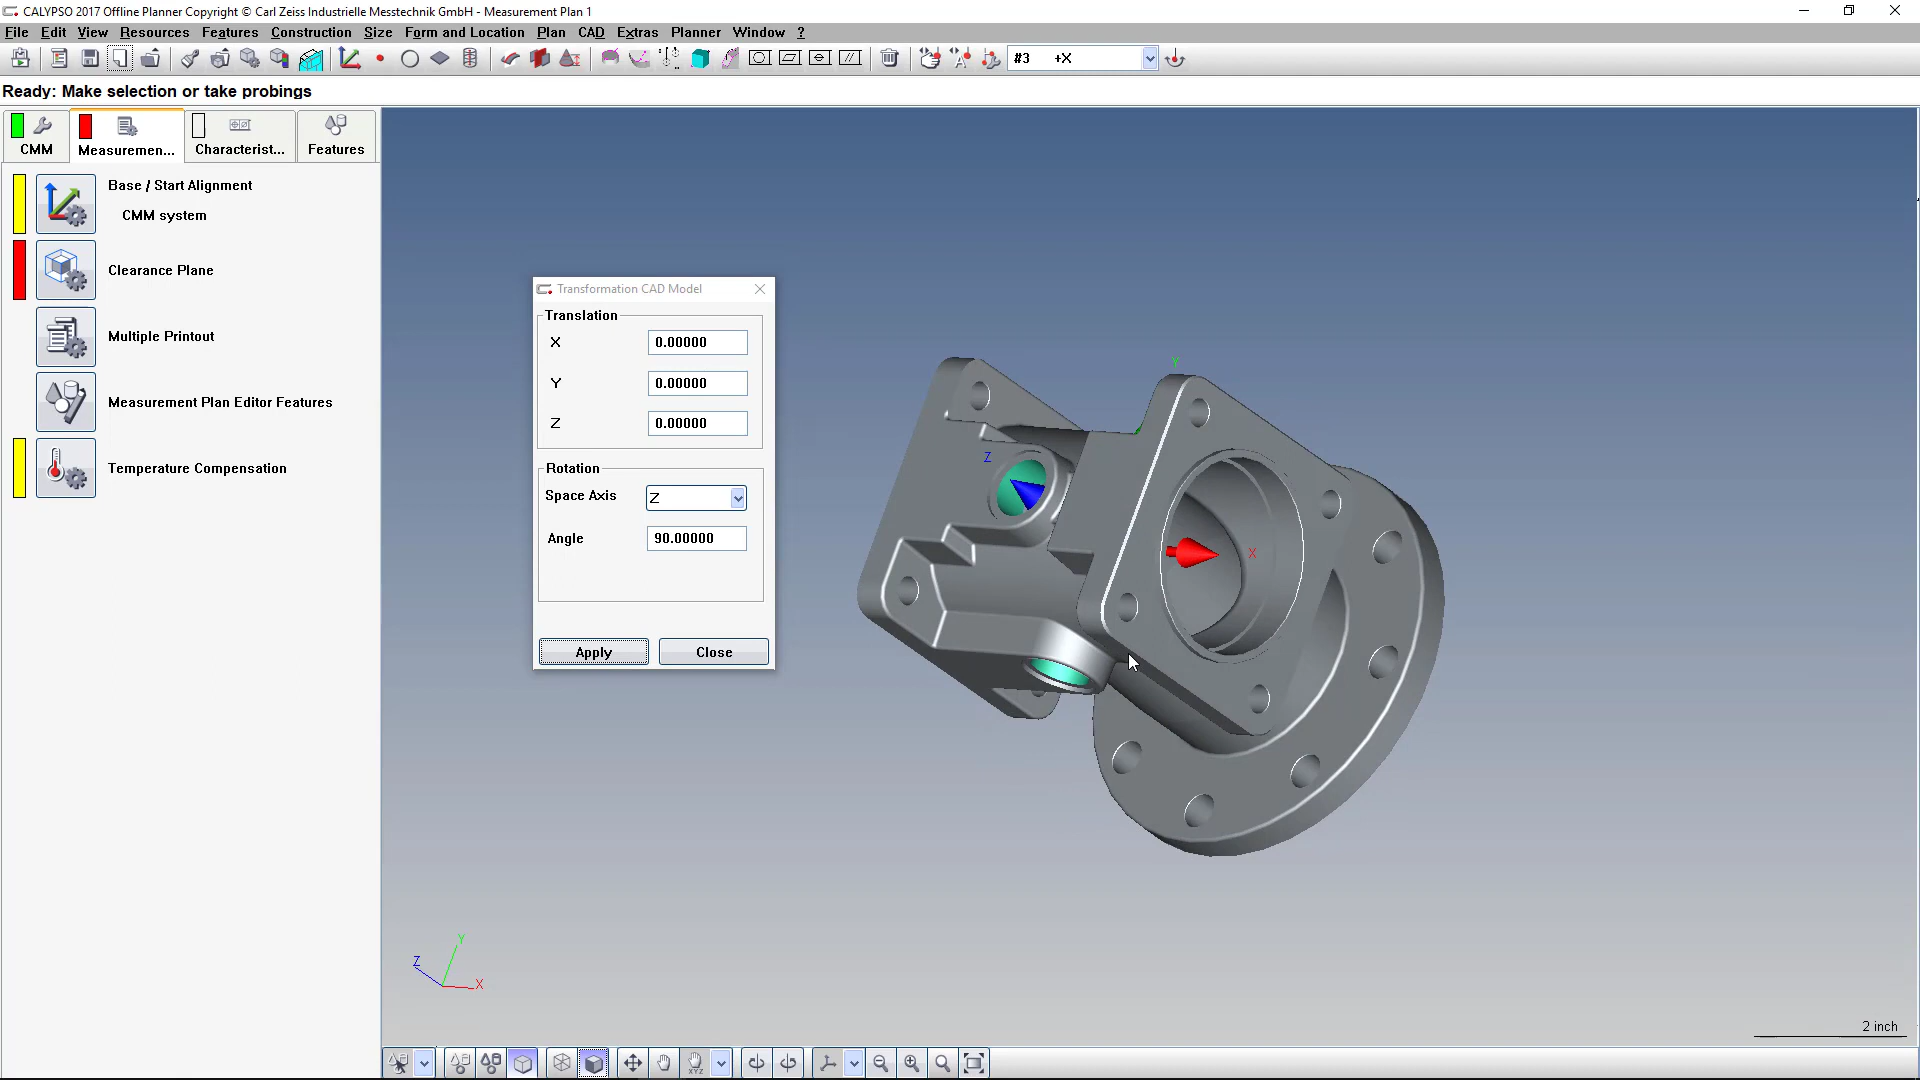 CALYPSO 2017 Offline Planner Copyright © Carl Zeiss Industrielle Messtechnik GmbH - Measurement Plan 1
File Edit View Resources Features Construction Size Form and Location Plan CAD Extras Planner Window ?
#3 +X
Ready: Make selection or take probings
CMM Measuremen... Characterist... Features
Base / Start Alignment
CMM system
Clearance Plane
Multiple Printout
Measurement Plan Editor Features
Temperature Compensation
Transformation CAD Model
Translation
X 0.00000
Y 0.00000
Z 0.00000
Rotation
Space Axis Z
Angle 90.00000
Apply Close
Y
Z
X
Y
Z
X
2 inch
XYZ